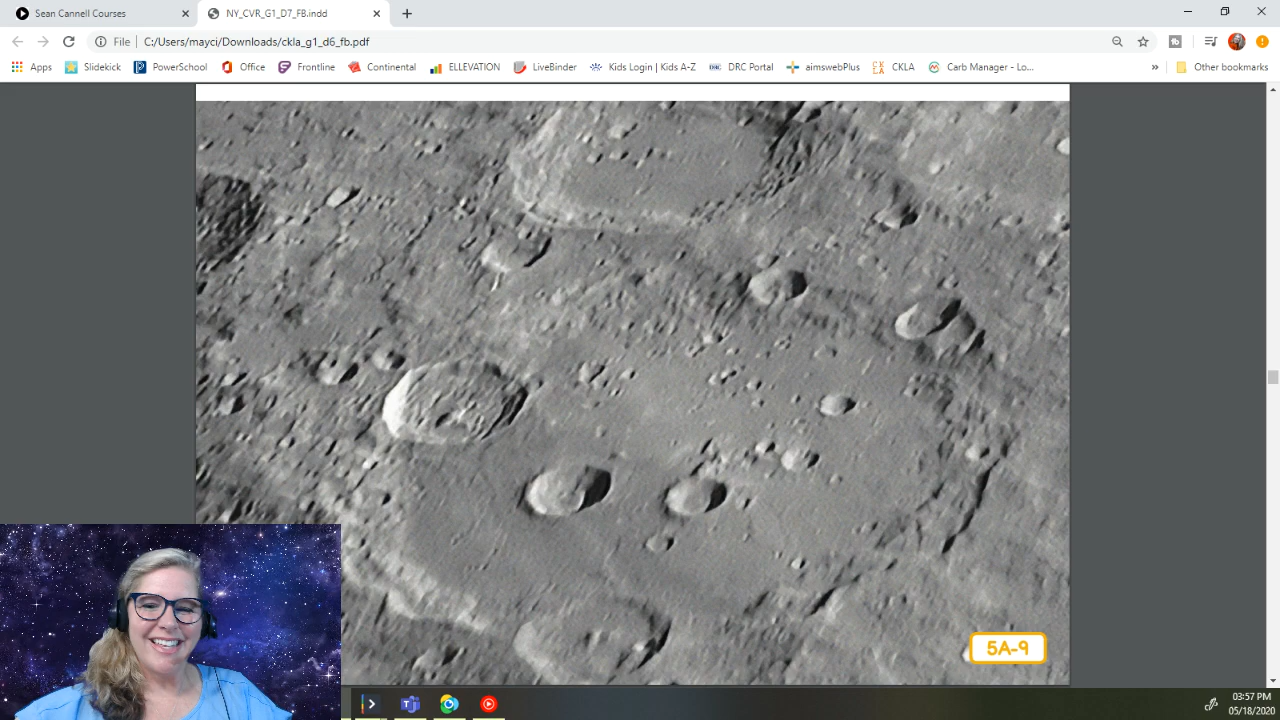 Sean Cannell Courses
NY_CVR_G1_D7_FB.indd
File | C:/Users/mayci/Downloads/ckla_g1_d6_fb.pdf
Apps Slidekick PowerSchool Office Frontline Continental ELLEVATION LiveBinder Kids Login | Kids A-Z DRC Portal aimswebPlus CKLA Carb Manager - Lo... » Other bookmarks
5A-9
03:57 PM
05/18/2020